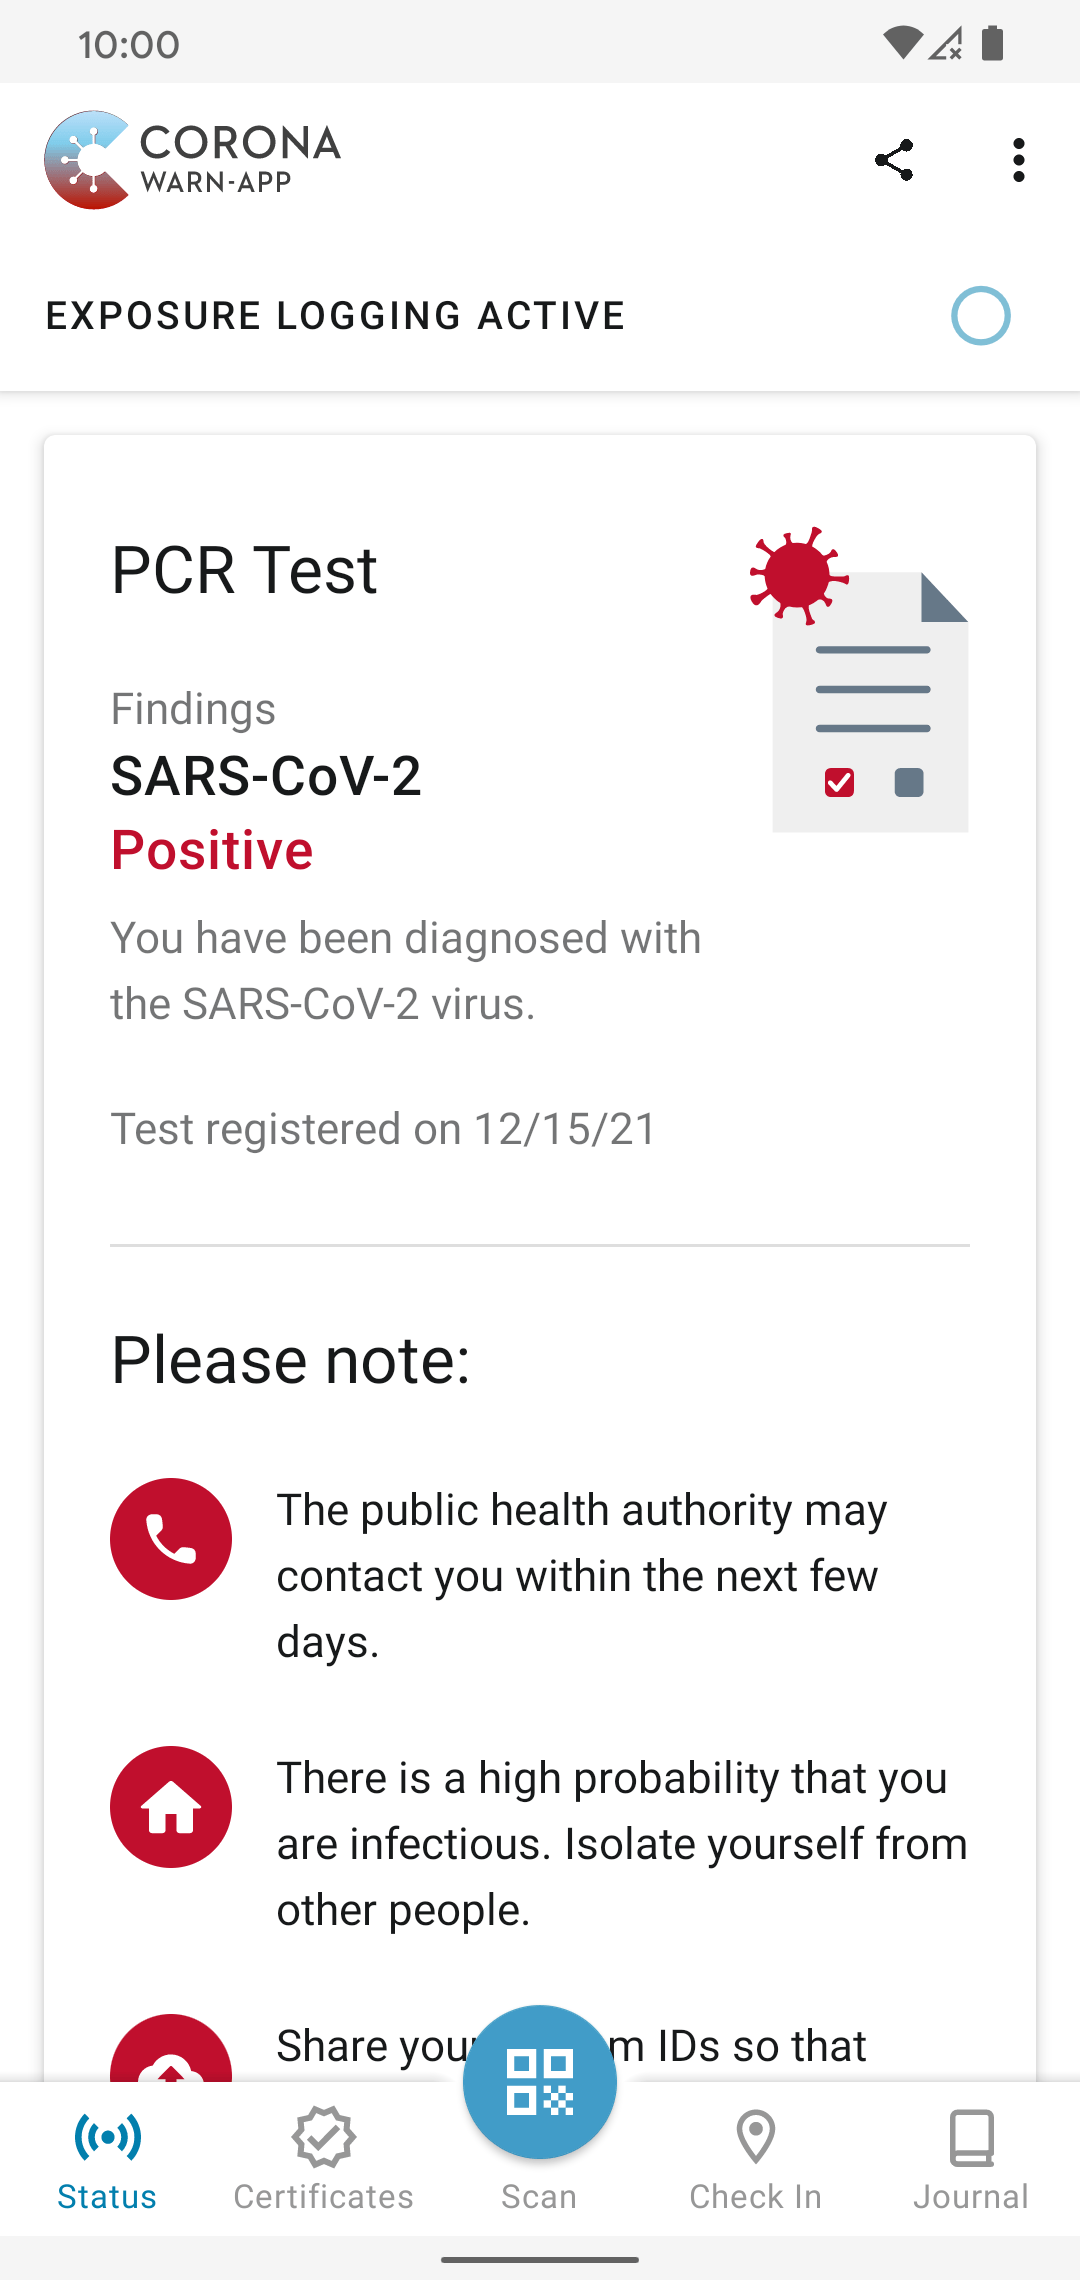 10:00
CORONA
WARN-APP
EXPOSURE LOGGING ACTIVE
PCR Test
Findings
SARS-CoV-2
Positive
You have been diagnosed with
the SARS-CoV-2 virus.
Test registered on 12/15/21
Please note:
The public health authority may
contact you within the next few
days.
There is a high probability that you
are infectious. Isolate yourself from
other people.
Share IDs so that
Status
Certificates
Scan
Check In
Journal